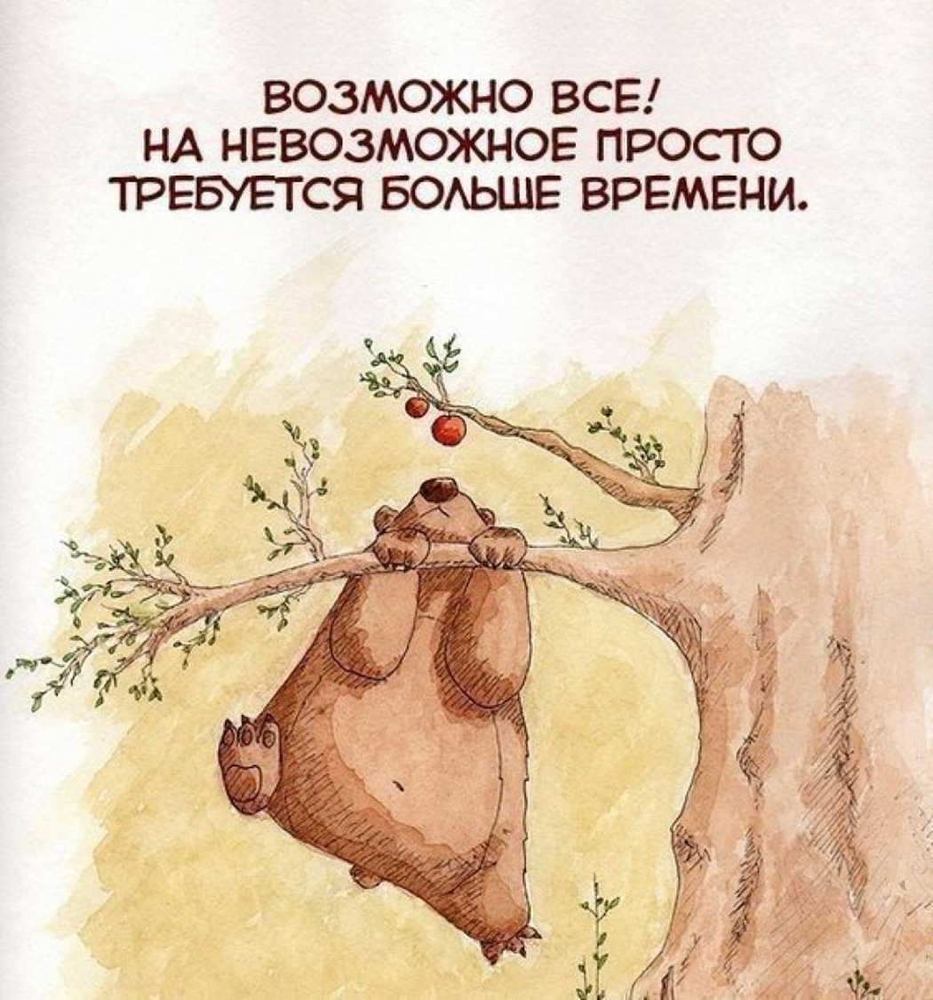 ВОЗМОЖНО ВСЕ!
НА НЕВОЗМОЖНОЕ ПРОСТО
ТРЕБУЕТСЯ БОЛЬШЕ ВРЕМЕНИ.